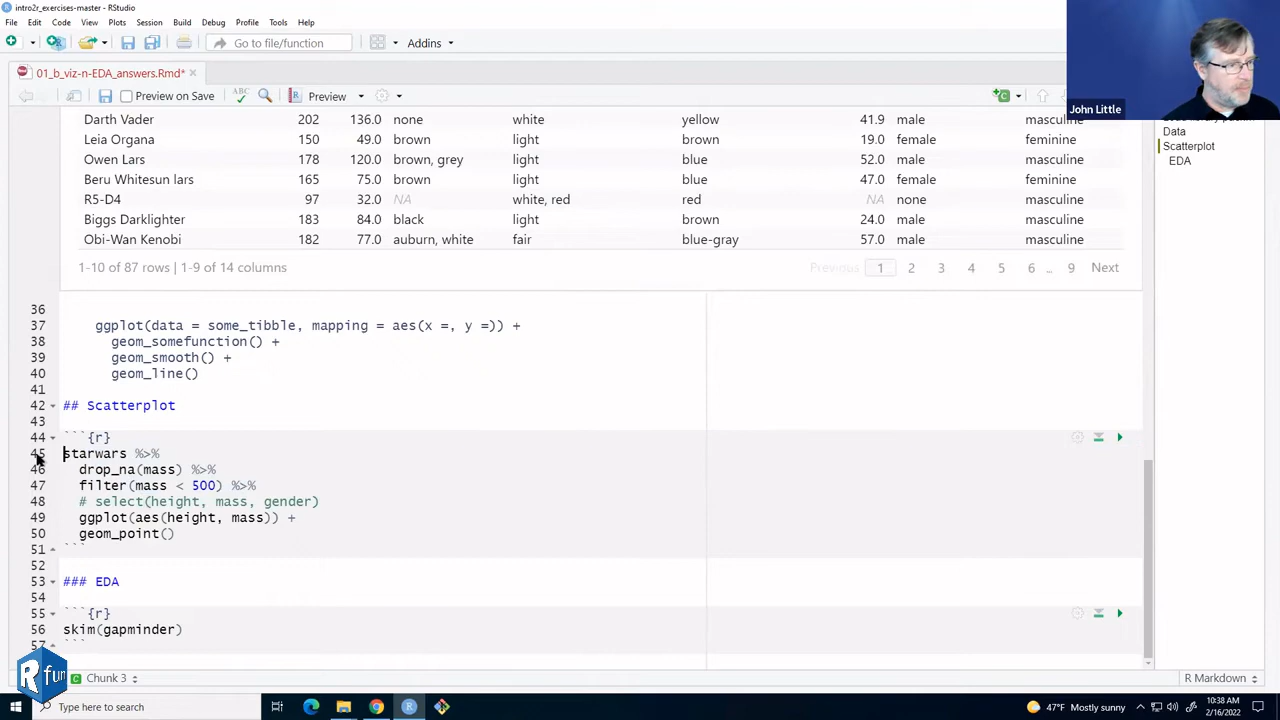 intro2r_exercises-master - RStudio
File Edit Code View Plots Session Build Debug Profile Tools Help
Go to file/function Addins
01_b_viz-n-EDA_answers.Rmd*
Preview on Save ABC Preview
John Little
Darth Vader 202 136.0 none white yellow 41.9 male masculine
Leia Organa 150 49.0 brown light brown 19.0 female feminine
Owen Lars 178 120.0 brown, grey light blue 52.0 male masculine
Beru Whitesun lars 165 75.0 brown light blue 47.0 female feminine
R5-D4 97 32.0 NA white, red red NA none masculine
Biggs Darklighter 183 84.0 black light brown 24.0 male masculine
Obi-Wan Kenobi 182 77.0 auburn, white fair blue-gray 57.0 male masculine
1-10 of 87 rows | 1-9 of 14 columns Previous 1 2 3 4 5 6 ... 9 Next
Data
Scatterplot
EDA
36
37 ggplot(data = some_tibble, mapping = aes(x =, y =)) +
38 geom_somefunction() +
39 geom_smooth() +
40 geom_line()
41
42 ## Scatterplot
43
44 ```{r}
45 starwars %>%
46 drop_na(mass) %>%
47 filter(mass < 500) %>%
48 # select(height, mass, gender)
49 ggplot(aes(height, mass)) +
50 geom_point()
51 ```
52
53 ### EDA
54
55 ```{r}
56 skim(gapminder)
57 ```
R fun
Chunk 3 R Markdown
Type here to search
47°F Mostly sunny
10:38 AM
2/16/2022